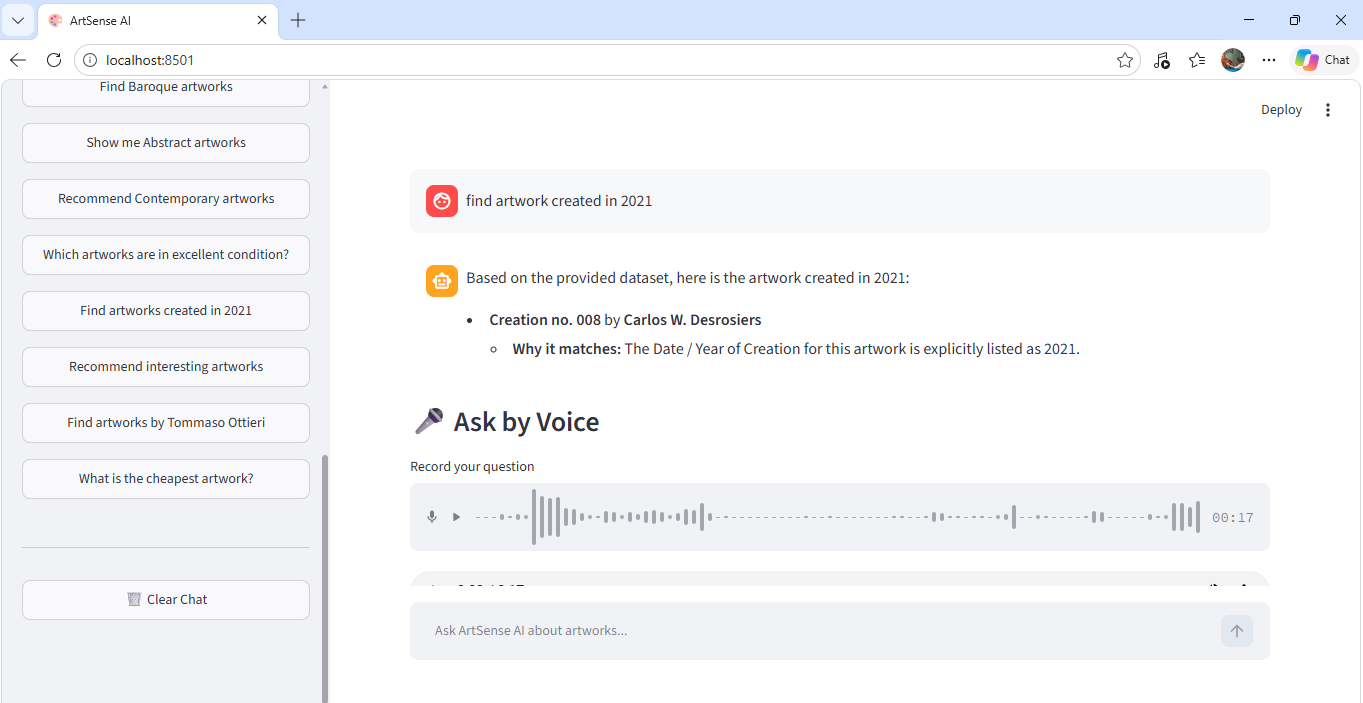 ArtSense AI
localhost:8501
Chat
Find Baroque artworks
Show me Abstract artworks
Recommend Contemporary artworks
Which artworks are in excellent condition?
Find artworks created in 2021
Recommend interesting artworks
Find artworks by Tommaso Ottieri
What is the cheapest artwork?
Clear Chat
Deploy
find artwork created in 2021
Based on the provided dataset, here is the artwork created in 2021:
Creation no. 008 by Carlos W. Desrosiers
Why it matches: The Date / Year of Creation for this artwork is explicitly listed as 2021.
Ask by Voice
Record your question
00:17
Ask ArtSense AI about artworks...